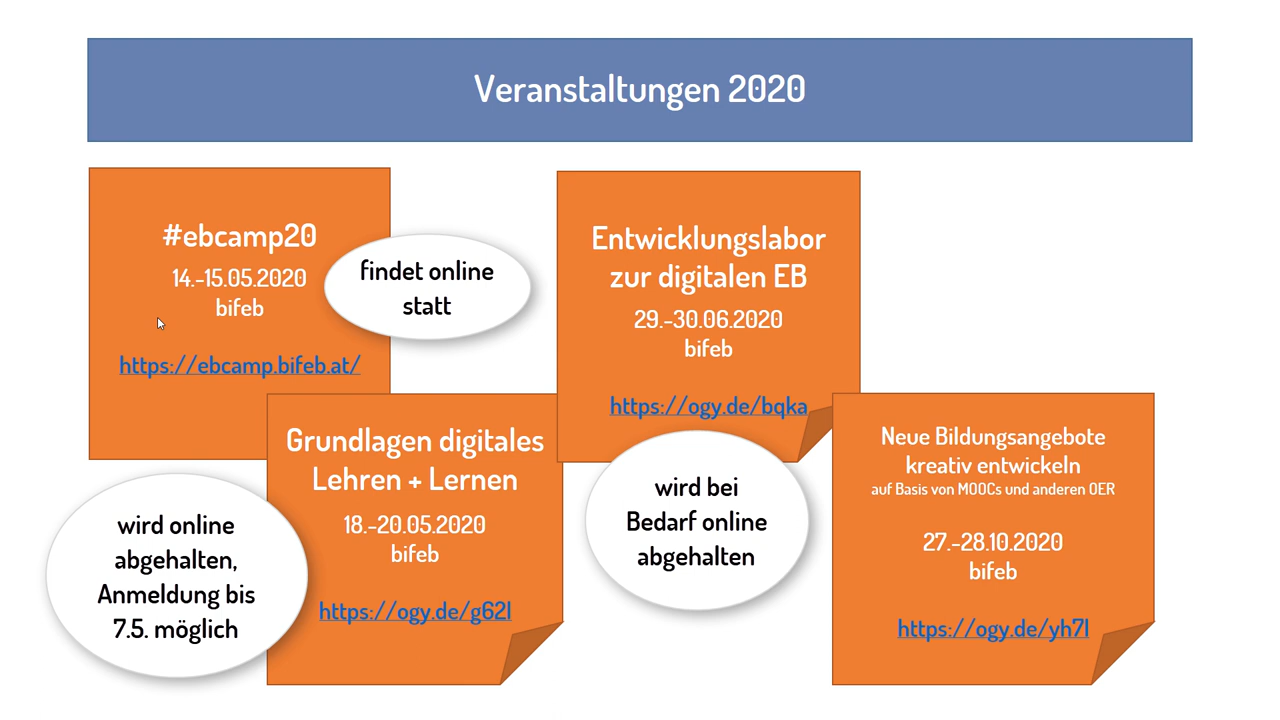 Veranstaltungen 2020
#ebcamp20
14.-15.05.2020
bifeb
https://ebcamp.bifeb.at/
findet online
statt
Entwicklungslabor
zur digitalen EB
29.-30.06.2020
bifeb
https://ogy.de/bqka
wird bei
Bedarf online
abgehalten
Grundlagen digitales
Lehren + Lernen
18.-20.05.2020
bifeb
https://ogy.de/g62l
wird online
abgehalten,
Anmeldung bis
7.5. möglich
Neue Bildungsangebote
kreativ entwickeln
auf Basis von MOOCs und anderen OER
27.-28.10.2020
bifeb
https://ogy.de/yh7l